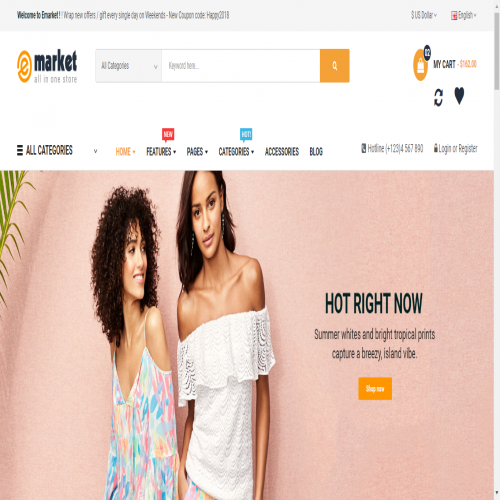 Welcome to Emarket! ! Wrap new offers / gift every single day on Weekends - New Coupon code: Happy2018
$ US Dollar
English
e market
all in one store
All Categories
Keyword here...
02
MY CART - $162.00
ALL CATEGORIES
HOME
NEW
FEATURES
PAGES
HOT!
CATEGORIES
ACCESSORIES
BLOG
Hotline (+123)4 567 890
Login or Register
HOT RIGHT NOW
Summer whites and bright tropical prints
capture a breezy, island vibe.
Shop now